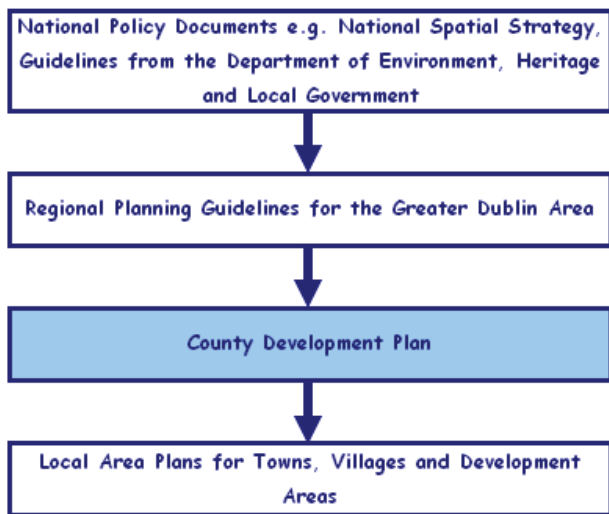 National Policy Documents e.g. National Spatial Strategy,
Guidelines from the Department of Environment, Heritage
and Local Government
Regional Planning Guidelines for the Greater Dublin Area
County Development Plan
Local Area Plans for Towns, Villages and Development
Areas